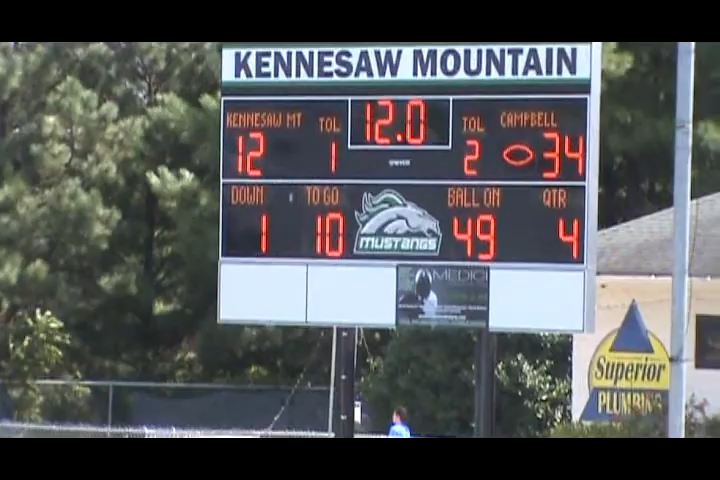 KENNESAW MOUNTAIN
KENNESAW MT TOL 12.0 TOL CAMPBELL
12 1 2 34
DOWN TO GO BALL ON QTR
1 10 MUSTANGS 49 4
MEDICI
Superior
PLUMBING